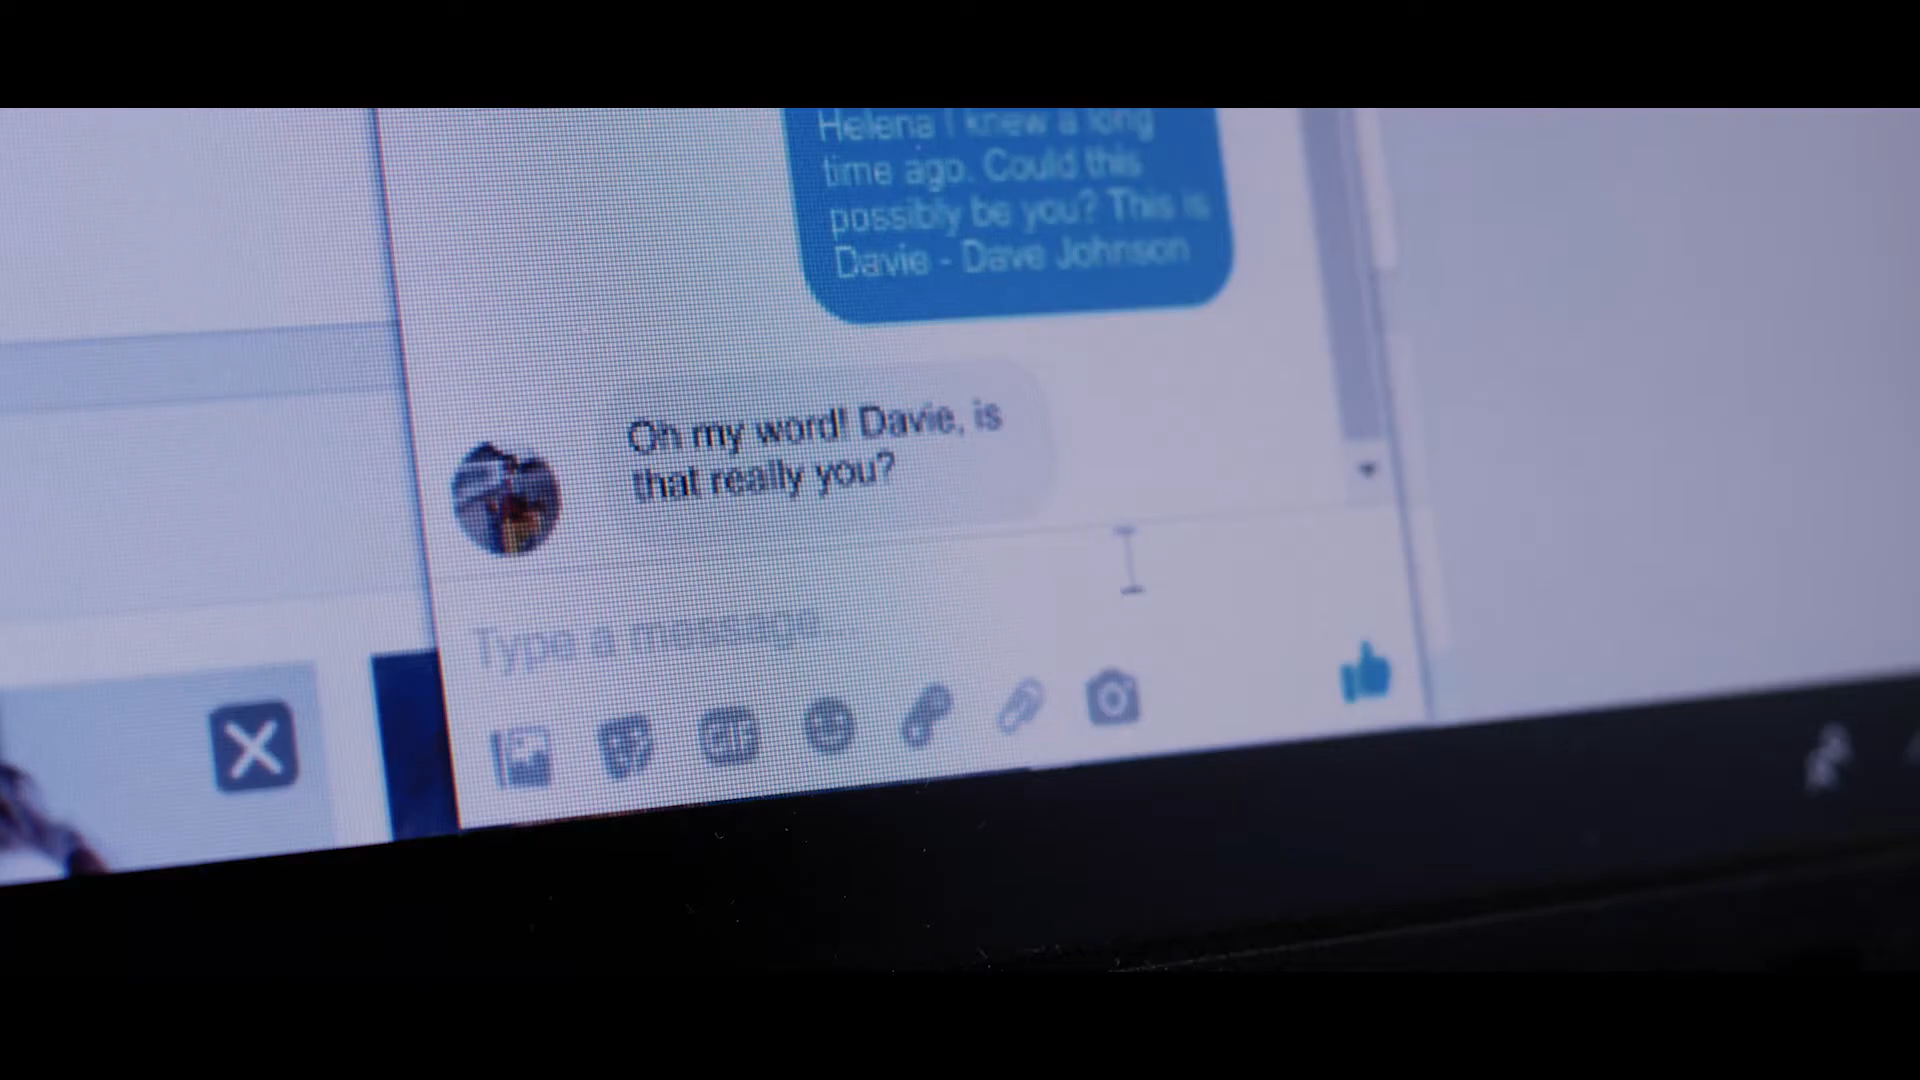 Helena I knew a long
time ago. Could this
possibly be you? This is
Davie - Dave Johnson
Oh my word! Davie, is
that really you?
Type a message...
GIF